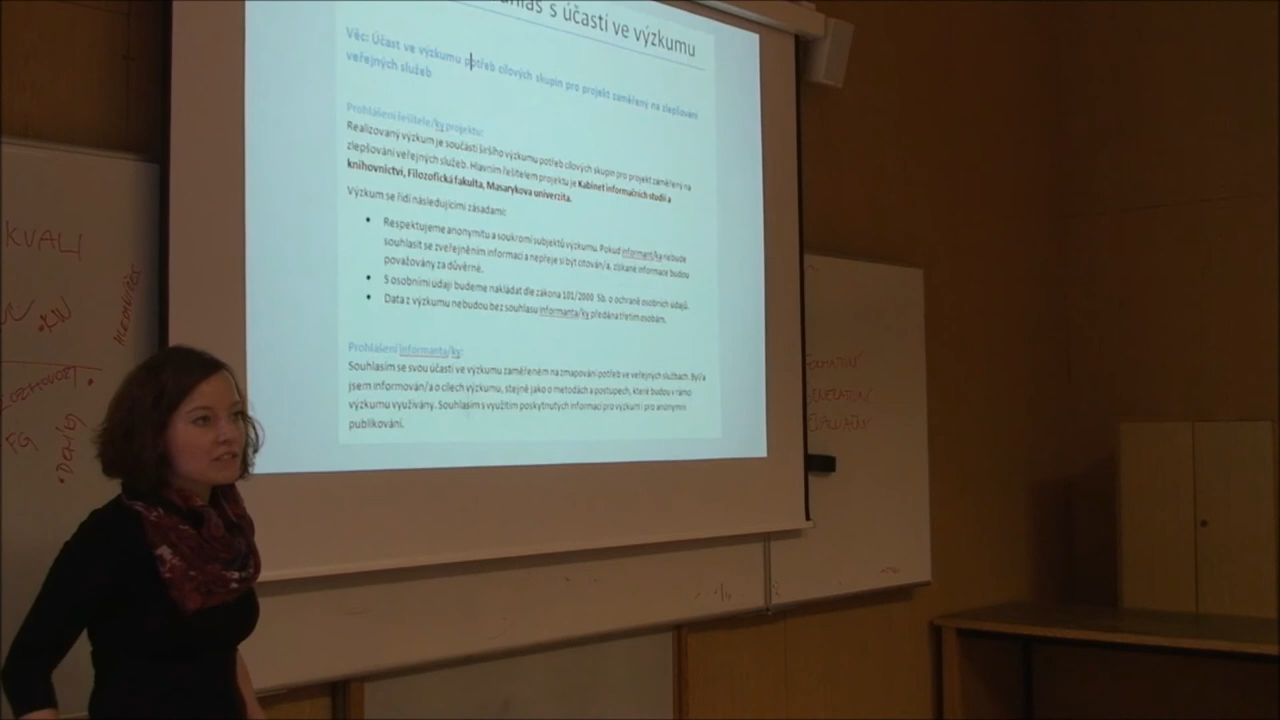 s účastí ve výzkumu
Věc: Účast ve výzkumu potřeb cílových skupin pro projekt zaměřený na zlepšování
veřejných služeb
Prohlášení řešitele/ky projektu:
Realizovaný výzkum je součástí širšího výzkumu potřeb cílových skupin pro projekt zaměřený na
zlepšování veřejných služeb. Hlavním řešitelem projektu je Kabinet informačních studií a
knihovnictví, Filozofická fakulta, Masarykova univerzita.
Výzkum se řídí následujícími zásadami:
Respektujeme anonymitu a soukromí subjektů výzkumu. Pokud informant/ka nebude
souhlasit se zveřejněním informací a nepřeje si být citován/a, získané informace budou
považovány za důvěrné.
S osobními údaji budeme nakládat dle zákona 101/2000 Sb. o ochraně osobních údajů.
Data z výzkumu nebudou bez souhlasu informanta/ky předána třetím osobám.
Prohlášení informanta/ky:
Souhlasím se svou účastí ve výzkumu zaměřeném na zmapování potřeb ve veřejných službách. Byl/a
jsem informován/a o cílech výzkumu, stejně jako o metodách a postupech, které budou v rámci
výzkumu využívány. Souhlasím s využitím poskytnutých informací pro výzkum i pro anonymní
publikování.
KVALI
FG